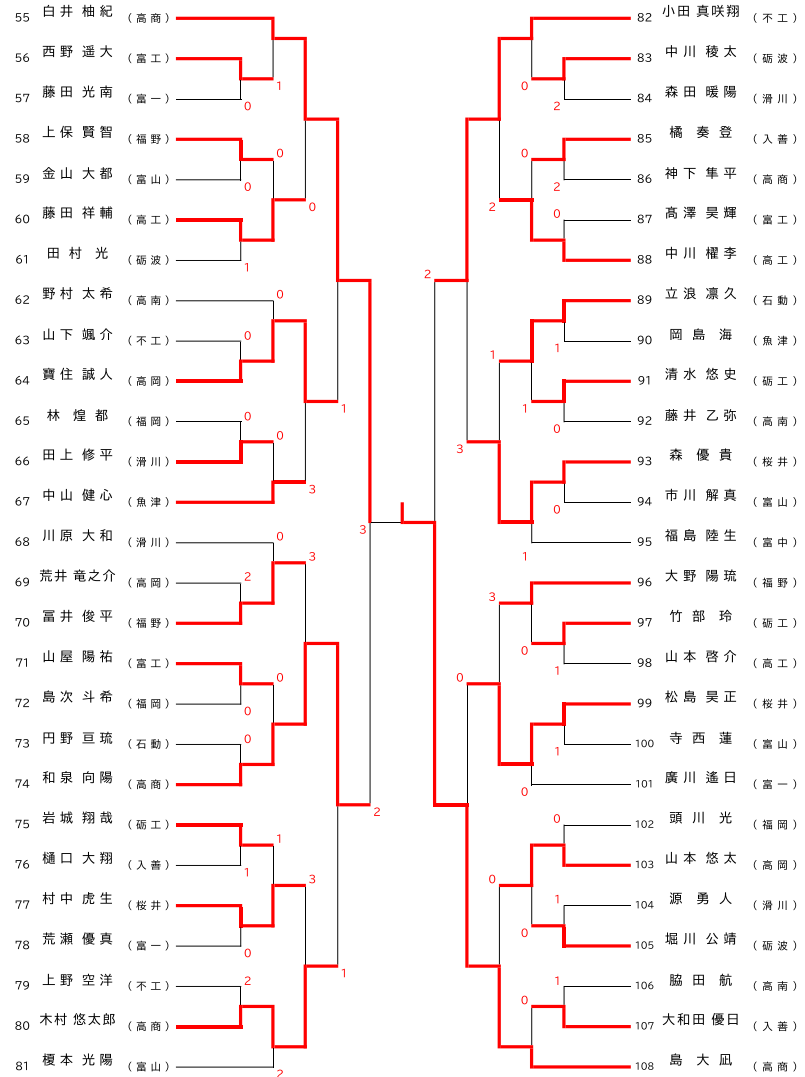 55 白井 柚紀 (高商)
56 西野 遥大 (富工)
57 藤田 光南 (富一)
58 上保 賢智 (福野)
59 金山 大都 (富山)
60 藤田 祥輔 (高工)
61 田村 光 (砺波)
62 野村 太希 (高南)
63 山下 颯介 (不工)
64 寶住 誠人 (高岡)
65 林 煌都 (福岡)
66 田上 修平 (滑川)
67 中山 健心 (魚津)
68 川原 大和 (滑川)
69 荒井 竜之介 (高岡)
70 冨井 俊平 (福野)
71 山屋 陽祐 (富工)
72 島次 斗希 (福岡)
73 円野 亘琉 (石動)
74 和泉 向陽 (高商)
75 岩城 翔哉 (砺工)
76 樋口 大翔 (入善)
77 村中 虎生 (桜井)
78 荒瀬 優真 (富一)
79 上野 空洋 (不工)
80 木村 悠太郎 (高商)
81 榎本 光陽 (富山)
1
0
0
0
0
1
0
0
1
0
0
3
3
0
2
3
0
0
0
2
1
1
3
0
2
1
2
82 小田 真咲翔 (不工)
83 中川 稜太 (砺波)
84 森田 暖陽 (滑川)
85 橘 奏登 (入善)
86 神下 隼平 (高商)
87 髙澤 昊輝 (富工)
88 中川 櫂李 (高工)
89 立浪 凛久 (石動)
90 岡島 海 (魚津)
91 清水 悠史 (砺工)
92 藤井 乙弥 (高南)
93 森 優貴 (桜井)
94 市川 解真 (富山)
95 福島 陸生 (富中)
96 大野 陽琉 (福野)
97 竹部 玲 (砺工)
98 山本 啓介 (高工)
99 松島 昊正 (桜井)
100 寺西 蓮 (富山)
101 廣川 遙日 (富一)
102 頭川 光 (福岡)
103 山本 悠太 (高岡)
104 源 勇人 (滑川)
105 堀川 公靖 (砺波)
106 脇田 航 (高南)
107 大和田 優日 (入善)
108 島 大凪 (高商)
0
2
0
2
2
0
2
1
1
1
0
3
0
1
3
0
1
0
1
0
0
0
1
0
1
0